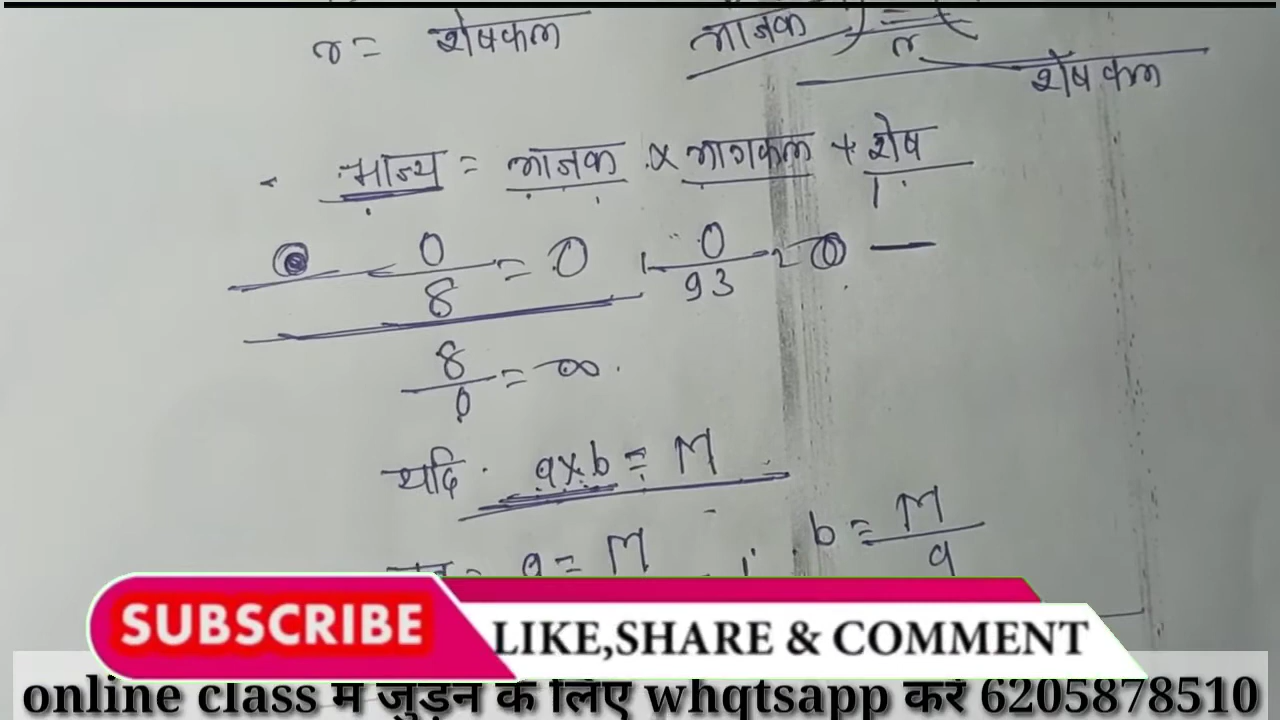 r = शेषफल
भाजक ) = (
r
शेषफल
भाज्य = भाजक × भागफल + शेष
0/8 = 0 0/93 = 0
8/0 = ∞
यदि a×b = M
a = M b = M/a
SUBSCRIBE LIKE,SHARE & COMMENT
online class में जुड़ने के लिए whqtsapp करें 6205878510